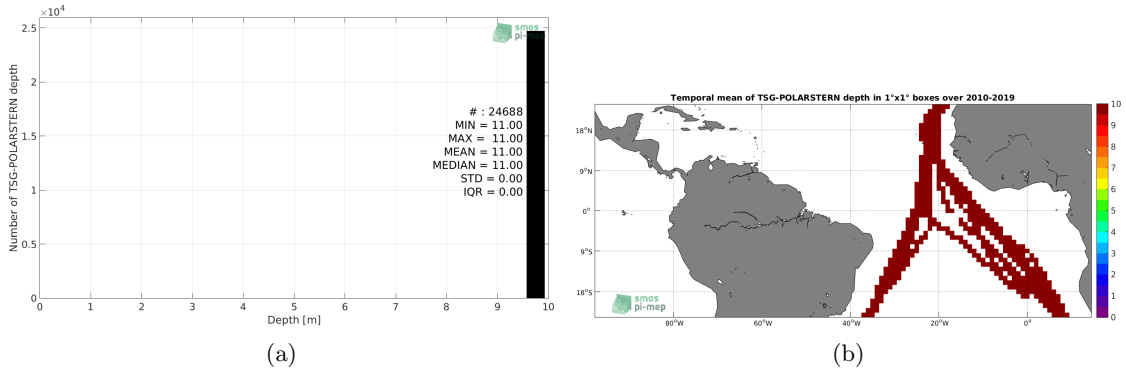 ×10⁴
2.5
2
1.5
1
0.5
0
Number of TSG-POLARSTERN depth
smos
pi-mep
# : 24688
MIN = 11.00
MAX = 11.00
MEAN = 11.00
MEDIAN = 11.00
STD = 0.00
IQR = 0.00
0 1 2 3 4 5 6 7 8 9 10
Depth [m]
(a)
Temporal mean of TSG-POLARSTERN depth in 1°x1° boxes over 2010-2019
18°N
9°N
0°
9°S
18°S
smos
pi-mep
80°W 60°W 40°W 20°W 0°
10
9
8
7
6
5
4
3
2
1
0
(b)